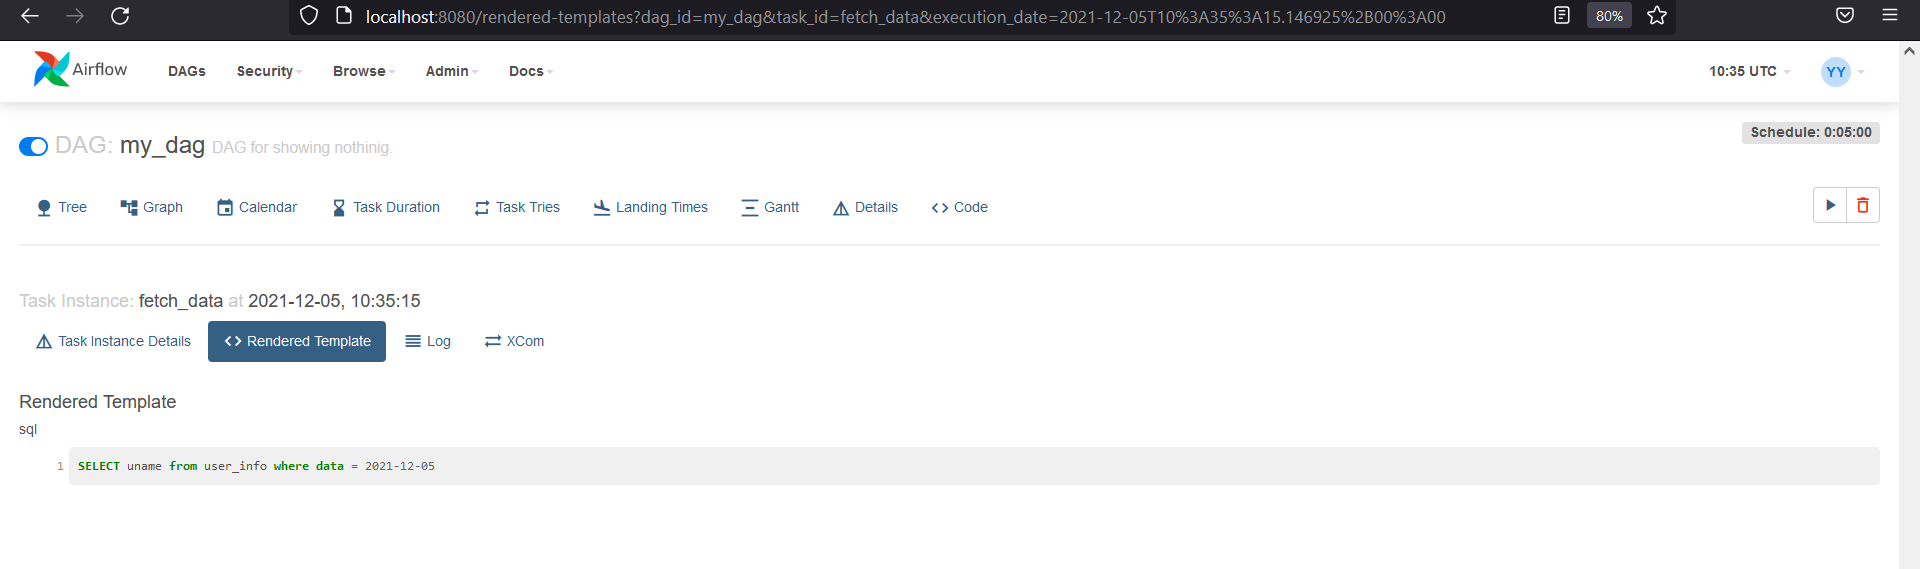 localhost:8080/rendered-templates?dag_id=my_dag&task_id=fetch_data&execution_date=2021-12-05T10%3A35%3A15.146925%2B00%3A00 80%
Airflow DAGs Security Browse Admin Docs 10:35 UTC YY
DAG: my_dag DAG for showing nothinig. Schedule: 0:05:00
Tree Graph Calendar Task Duration Task Tries Landing Times Gantt Details Code
Task Instance: fetch_data at 2021-12-05, 10:35:15
Task Instance Details Rendered Template Log XCom
Rendered Template
sql
1 SELECT uname from user_info where data = 2021-12-05